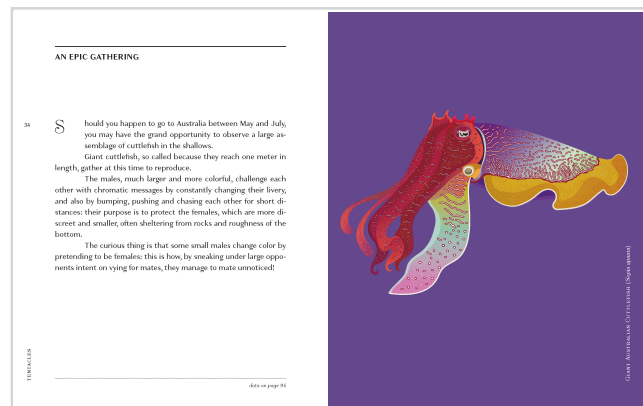 AN EPIC GATHERING
34
Should you happen to go to Australia between May and July,
you may have the grand opportunity to observe a large as-
semblage of cuttlefish in the shallows.
Giant cuttlefish, so called because they reach one meter in
length, gather at this time to reproduce.
The males, much larger and more colorful, challenge each
other with chromatic messages by constantly changing their livery,
and also by bumping, pushing and chasing each other for short di-
stances: their purpose is to protect the females, which are more di-
screet and smaller, often sheltering from rocks and roughness of the
bottom.
The curious thing is that some small males change color by
pretending to be females: this is how, by sneaking under large oppo-
nents intent on vying for mates, they manage to mate unnoticed!
TENTACLES
data on page 86
GIANT AUSTRALIAN CUTTLEFISH (Sepia apama)